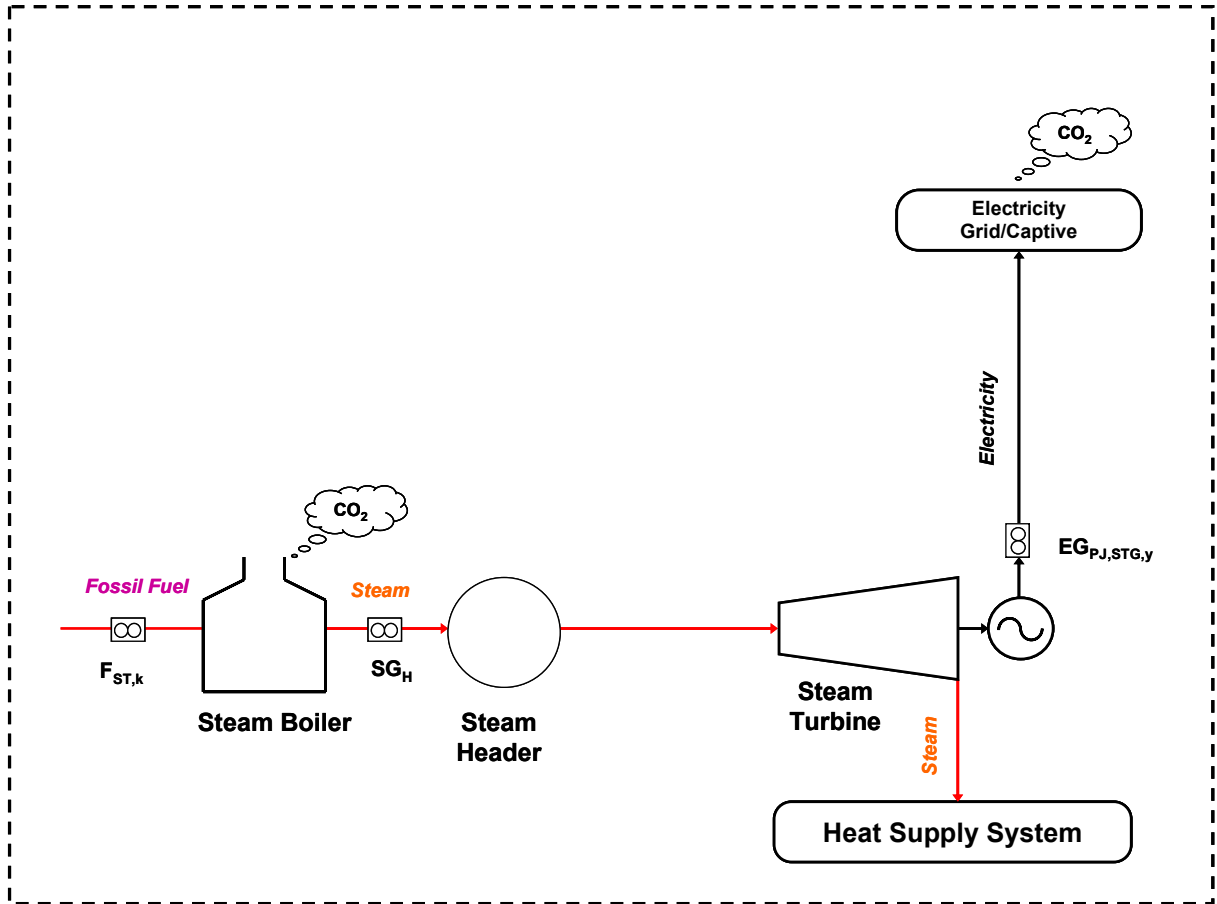 CO2
Electricity
Grid/Captive
Electricity
CO2
EGPJ,STG,y
Fossil Fuel
Steam
FST,k
SGH
Steam Boiler
Steam
Header
Steam
Turbine
Steam
Heat Supply System